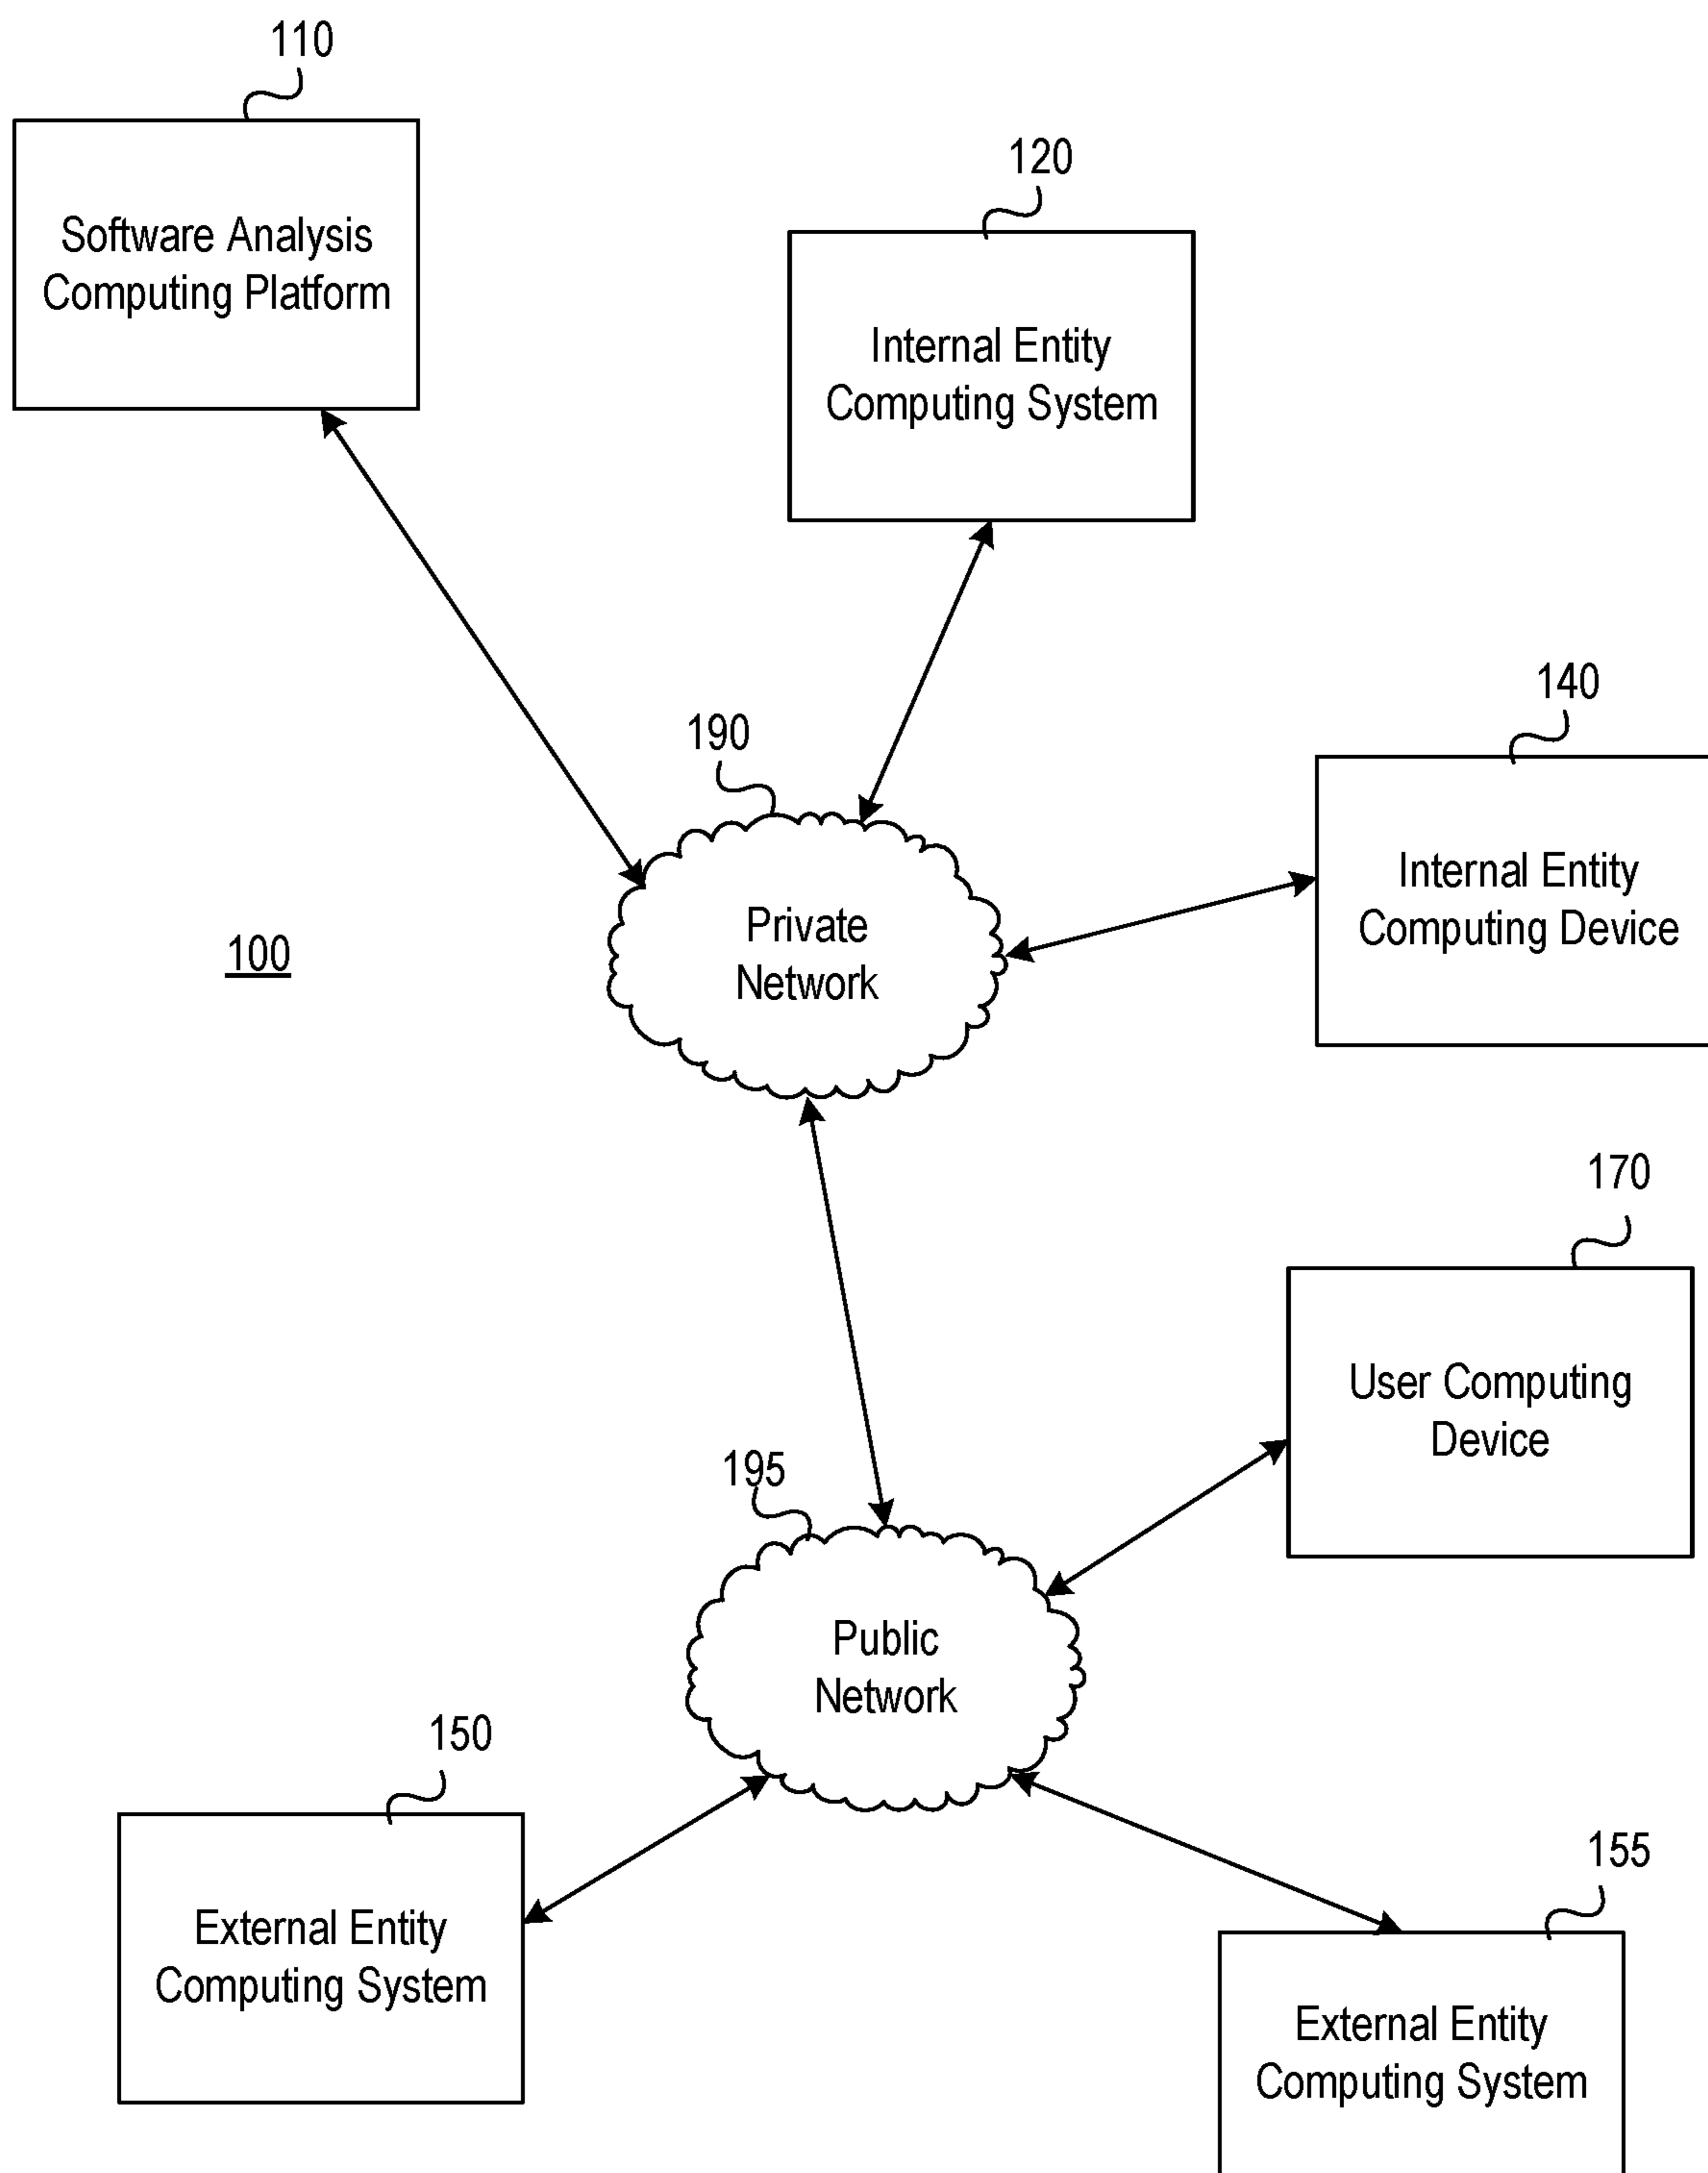 110
Software Analysis
Computing Platform
120
Internal Entity
Computing System
140
Internal Entity
Computing Device
190
Private
Network
100
170
User Computing
Device
195
Public
Network
150
External Entity
Computing System
155
External Entity
Computing System